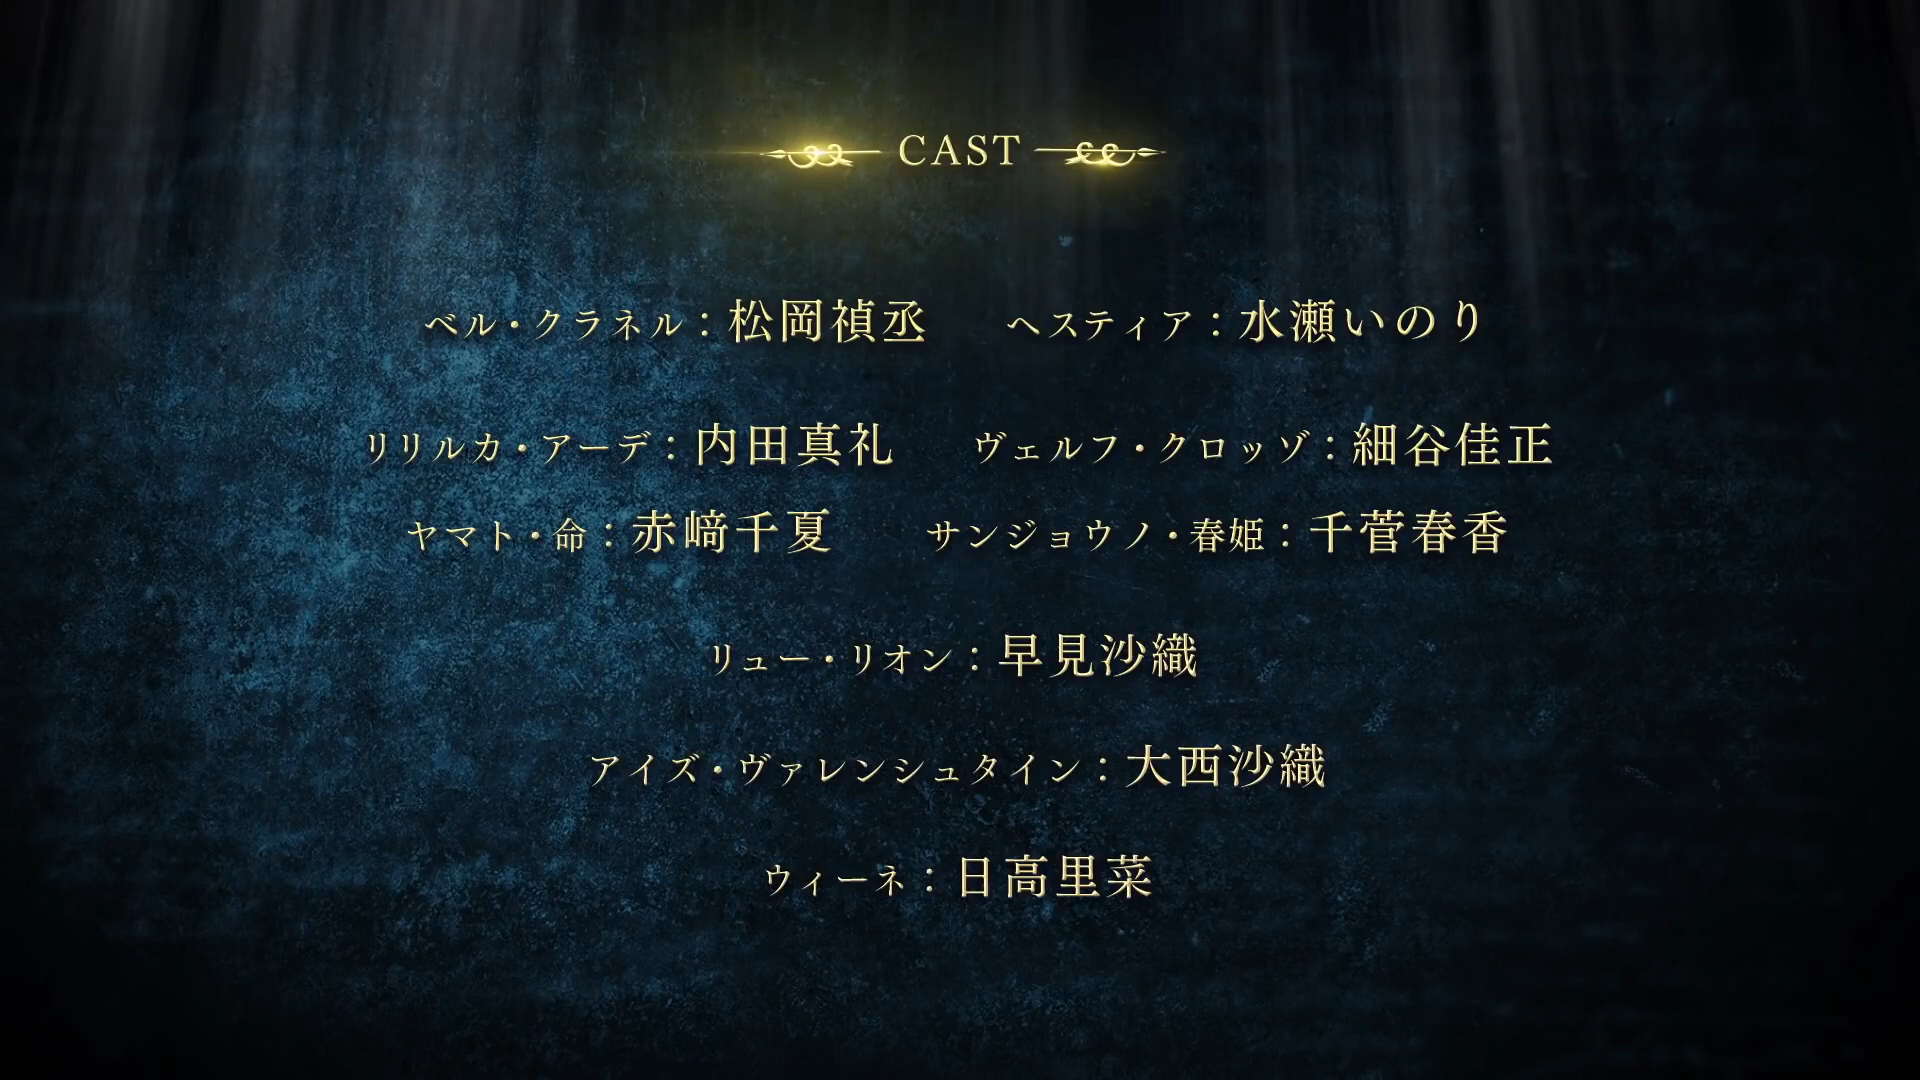 CAST
ベル・クラネル：松岡禎丞　ヘスティア：水瀬いのり
リリルカ・アーデ：内田真礼　ヴェルフ・クロッゾ：細谷佳正
ヤマト・命：赤﨑千夏　サンジョウノ・春姫：千菅春香
リュー・リオン：早見沙織
アイズ・ヴァレンシュタイン：大西沙織
ウィーネ：日高里菜